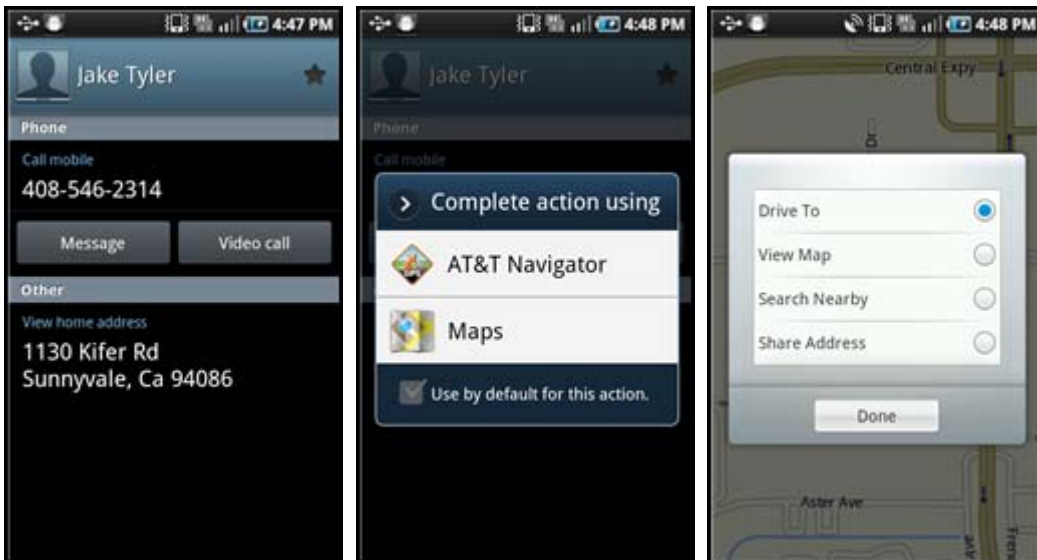 4:47 PM
Jake Tyler
Phone
Call mobile
408-546-2314
Message
Video call
Other
View home address
1130 Kifer Rd
Sunnyvale, Ca 94086
4:48 PM
Jake Tyler
Phone
Call mobile
Complete action using
AT&T Navigator
Maps
Use by default for this action.
4:48 PM
Central Expy
Dr
Drive To
View Map
Search Nearby
Share Address
Done
Aster Ave